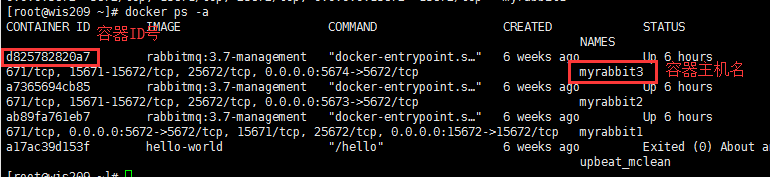 [root@wis209 ~]# docker ps -a
CONTAINER ID IMAGE COMMAND CREATED STATUS
容器ID号
NAMES
d825782820a7 rabbitmq:3.7-management "docker-entrypoint.s…" 6 weeks ago Up 6 hours
671/tcp, 15671-15672/tcp, 25672/tcp, 0.0.0.0:5674->5672/tcp myrabbit3 容器主机名
a7365694cb85 rabbitmq:3.7-management "docker-entrypoint.s…" 6 weeks ago Up 6 hours
671/tcp, 15671-15672/tcp, 25672/tcp, 0.0.0.0:5673->5672/tcp myrabbit2
ab89fa761eb7 rabbitmq:3.7-management "docker-entrypoint.s…" 6 weeks ago Up 6 hours
671/tcp, 0.0.0.0:5672->5672/tcp, 15671/tcp, 25672/tcp, 0.0.0.0:15672->15672/tcp myrabbit1
a17ac39d153f hello-world "/hello" 6 weeks ago Exited (0) About a
upbeat_mclean
[root@wis209 ~]#